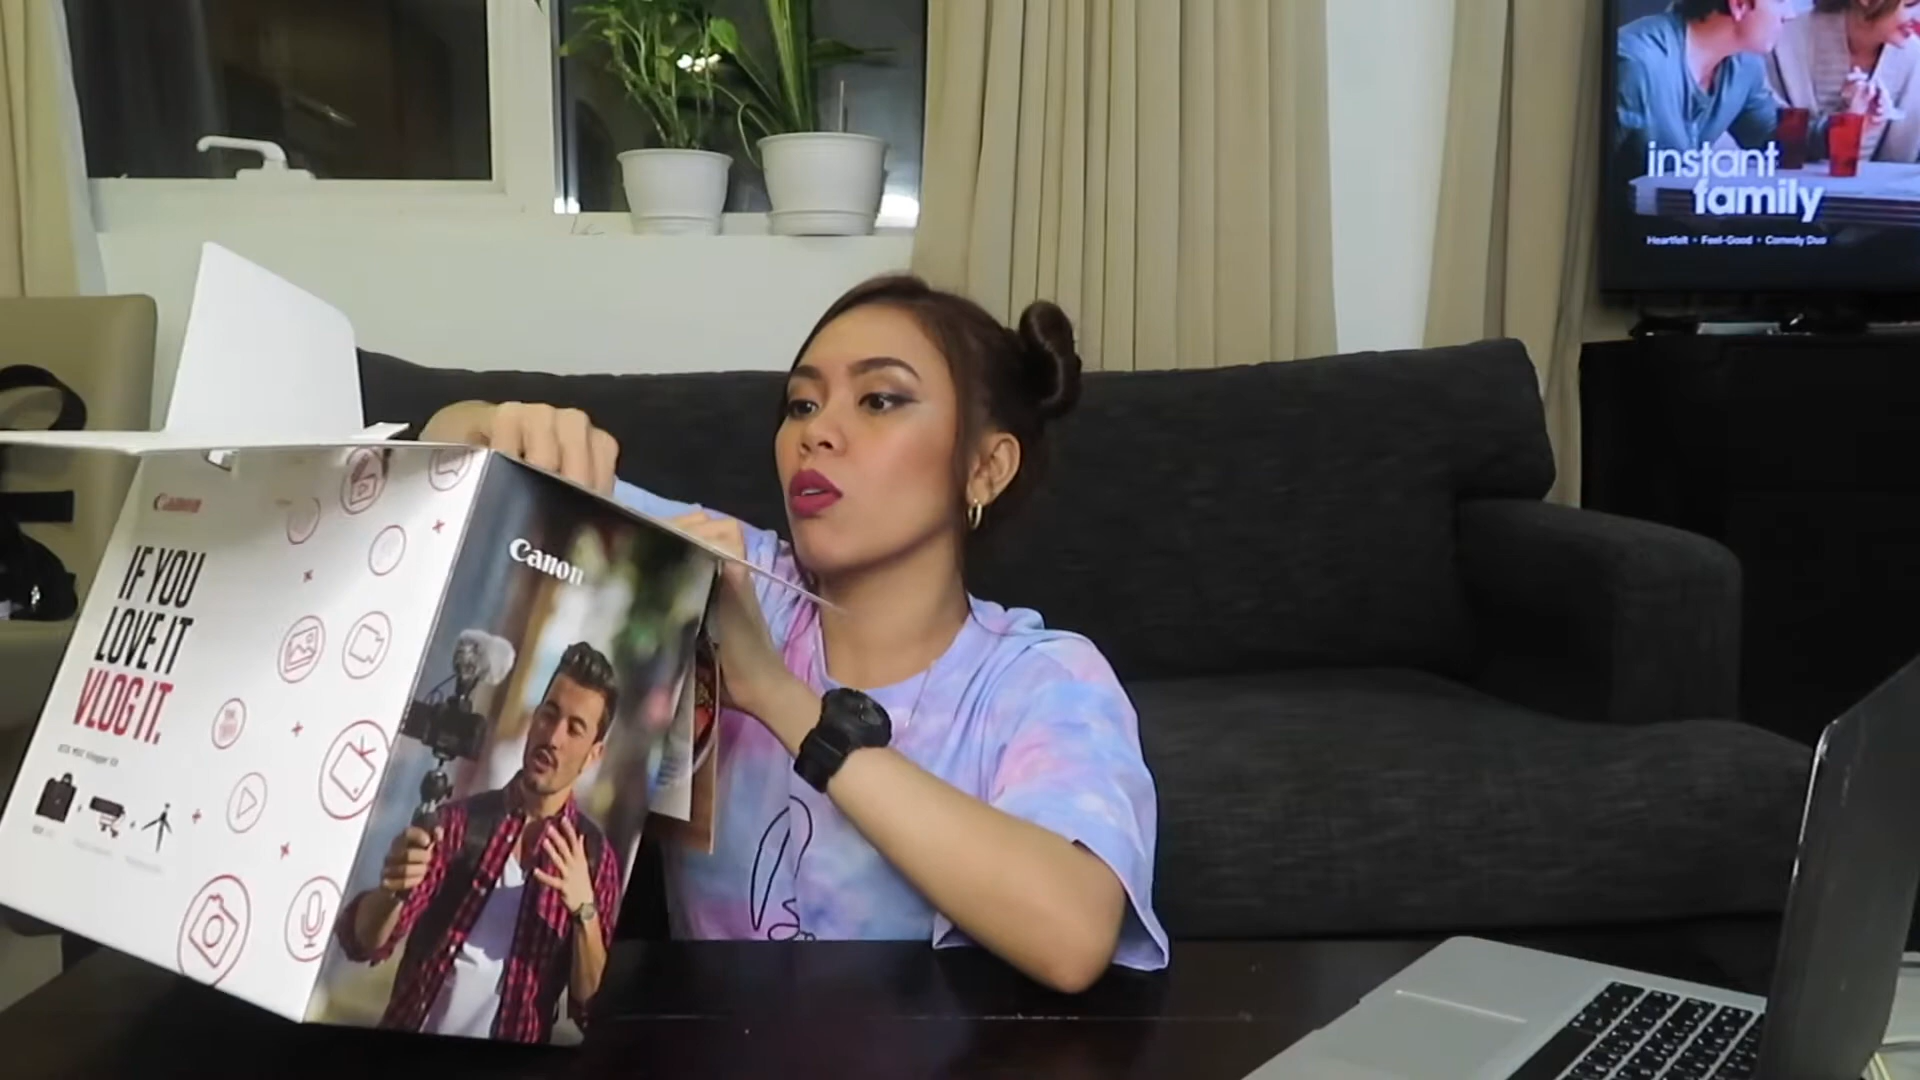 Canon
IF YOU
LOVE IT
VLOG IT.
Canon
instant
family
Heartfelt • Feel-Good • Comedy Duo